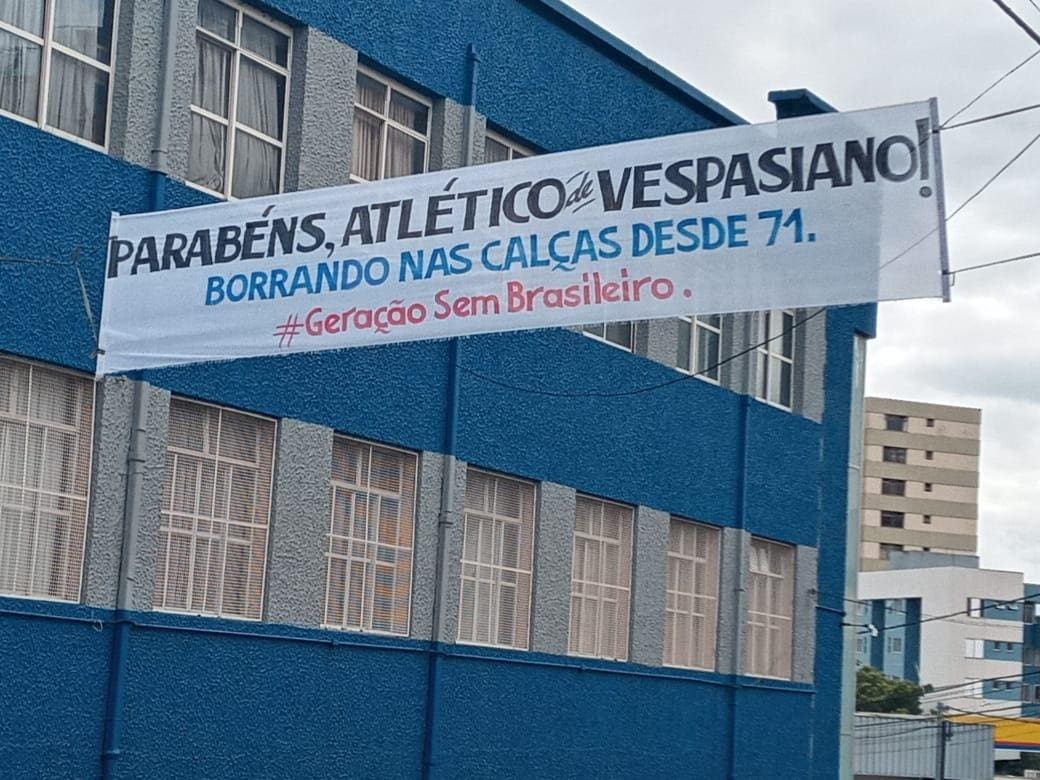 PARABÉNS, ATLÉTICO de VESPASIANO!
BORRANDO NAS CALÇAS DESDE 71.
#Geração Sem Brasileiro.